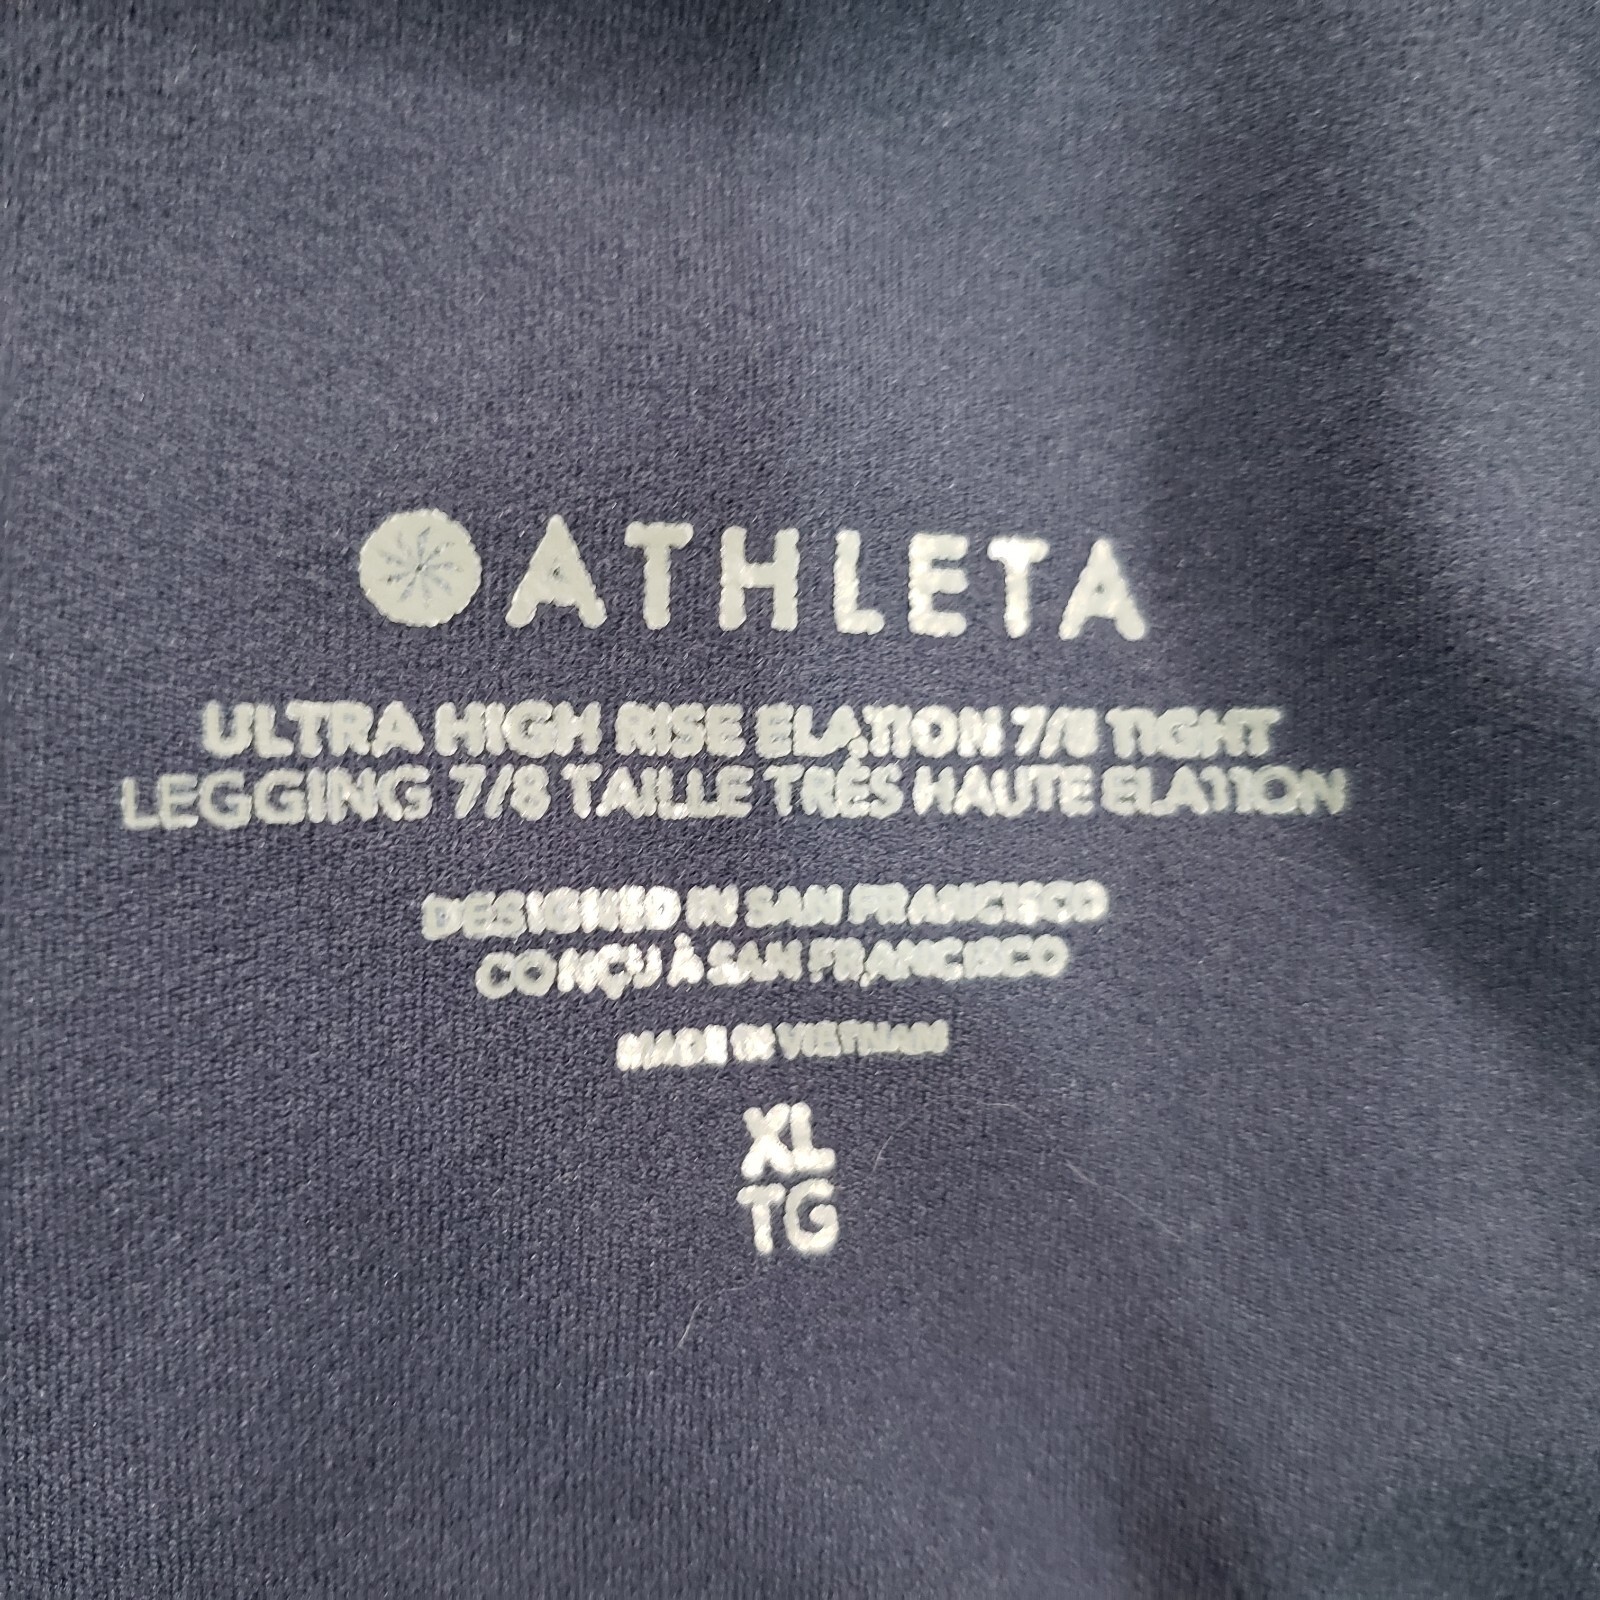 ATHLETA
ULTRA HIGH RISE ELATION 7/8 TIGHT
LEGGING 7/8 TAILLE TRÈS HAUTE ELATION
DESIGNED IN SAN FRANCISCO
CONÇU À SAN FRANCISCO
MADE IN VIETNAM
XL
TG